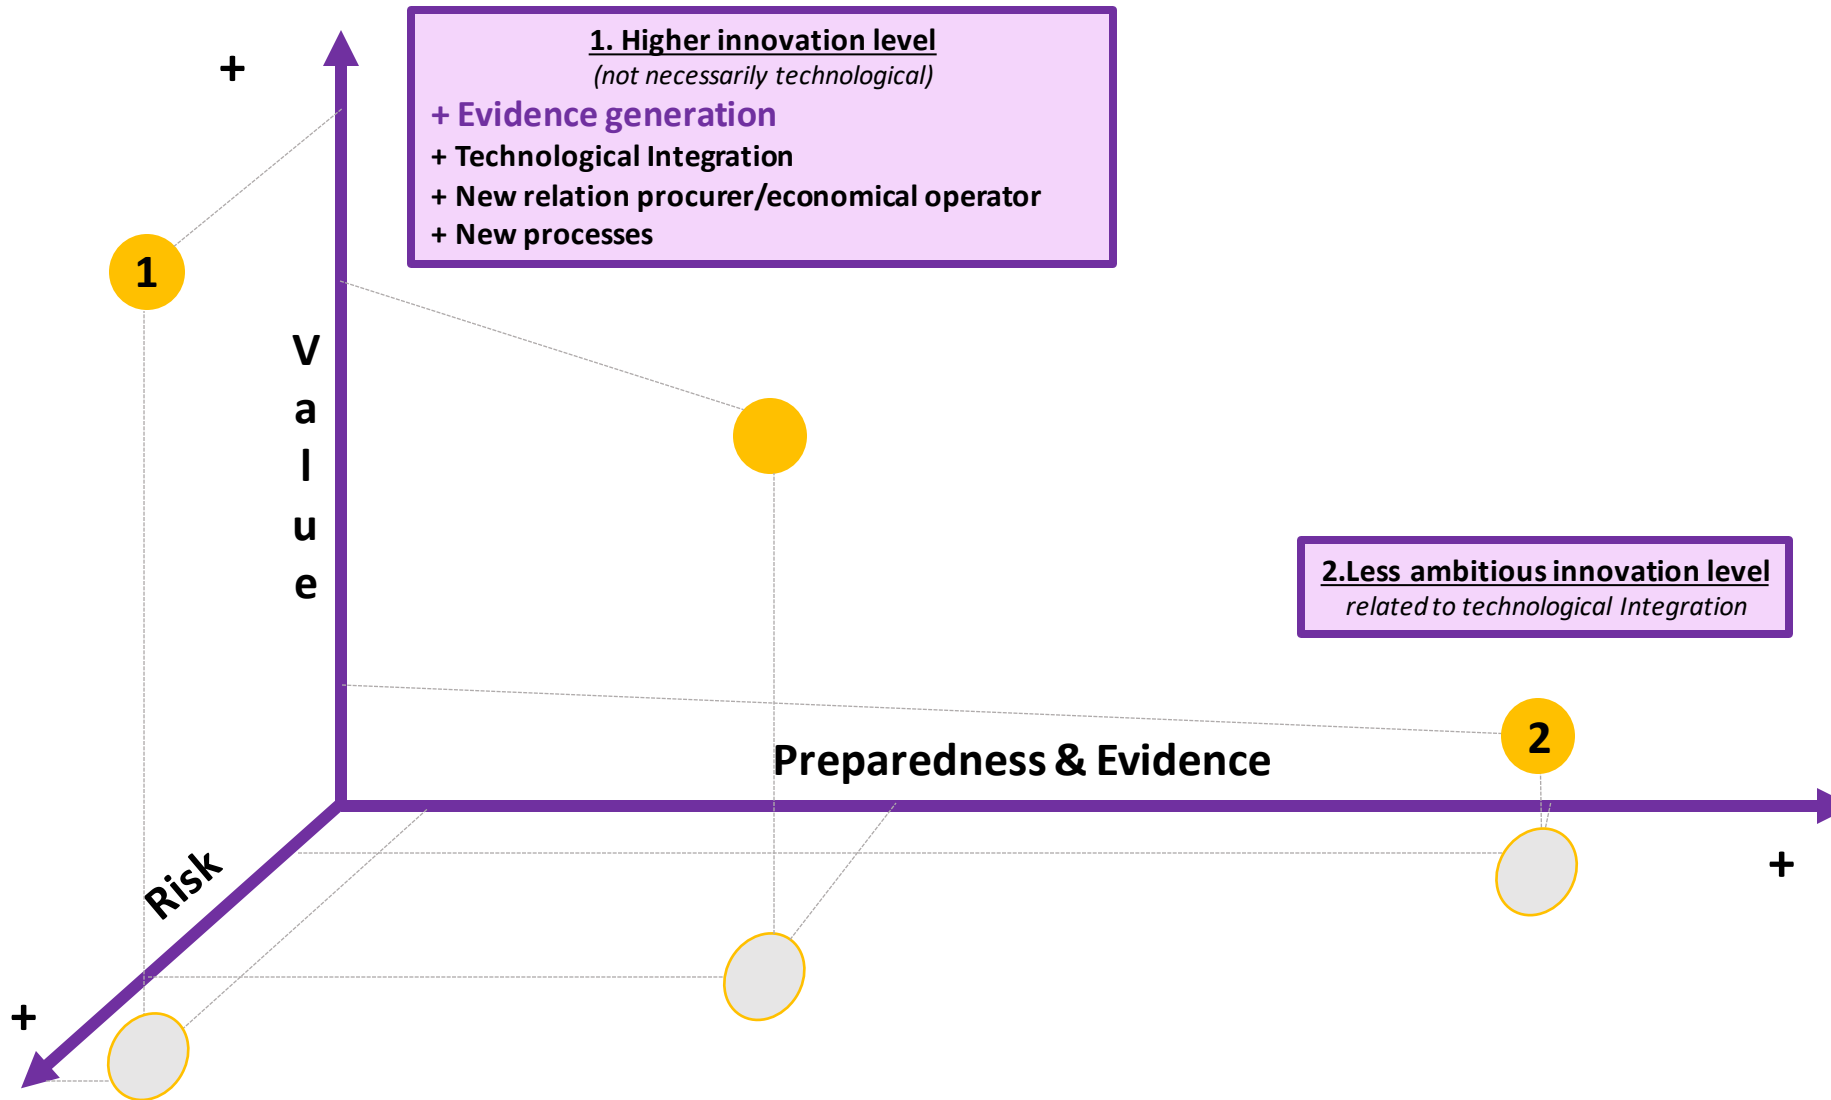 +
1. Higher innovation level
(not necessarily technological)
+ Evidence generation
+ Technological Integration
+ New relation procurer/economical operator
+ New processes
1
Value
2.Less ambitious innovation level
related to technological Integration
2
Preparedness & Evidence
+
Risk
+